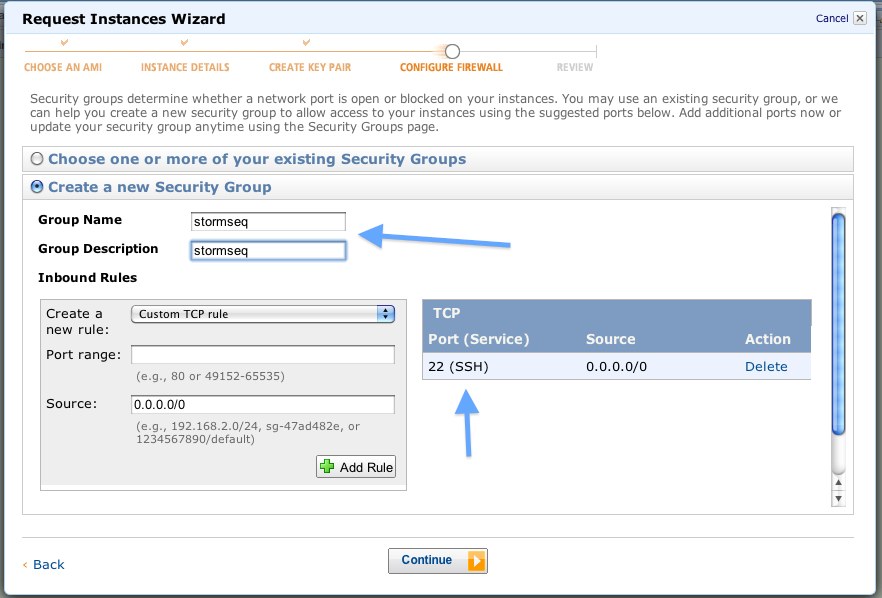 Request Instances Wizard
Cancel
CHOOSE AN AMI
INSTANCE DETAILS
CREATE KEY PAIR
CONFIGURE FIREWALL
REVIEW
Security groups determine whether a network port is open or blocked on your instances. You may use an existing security group, or we
can help you create a new security group to allow access to your instances using the suggested ports below. Add additional ports now or
update your security group anytime using the Security Groups page.
Choose one or more of your existing Security Groups
Create a new Security Group
Group Name
stormseq
Group Description
stormseq
Inbound Rules
Create a
new rule:
Custom TCP rule
Port range:
(e.g., 80 or 49152-65535)
Source:
0.0.0.0/0
(e.g., 192.168.2.0/24, sg-47ad482e, or
1234567890/default)
Add Rule
TCP
Port (Service)
Source
Action
22 (SSH)
0.0.0.0/0
Delete
‹ Back
Continue